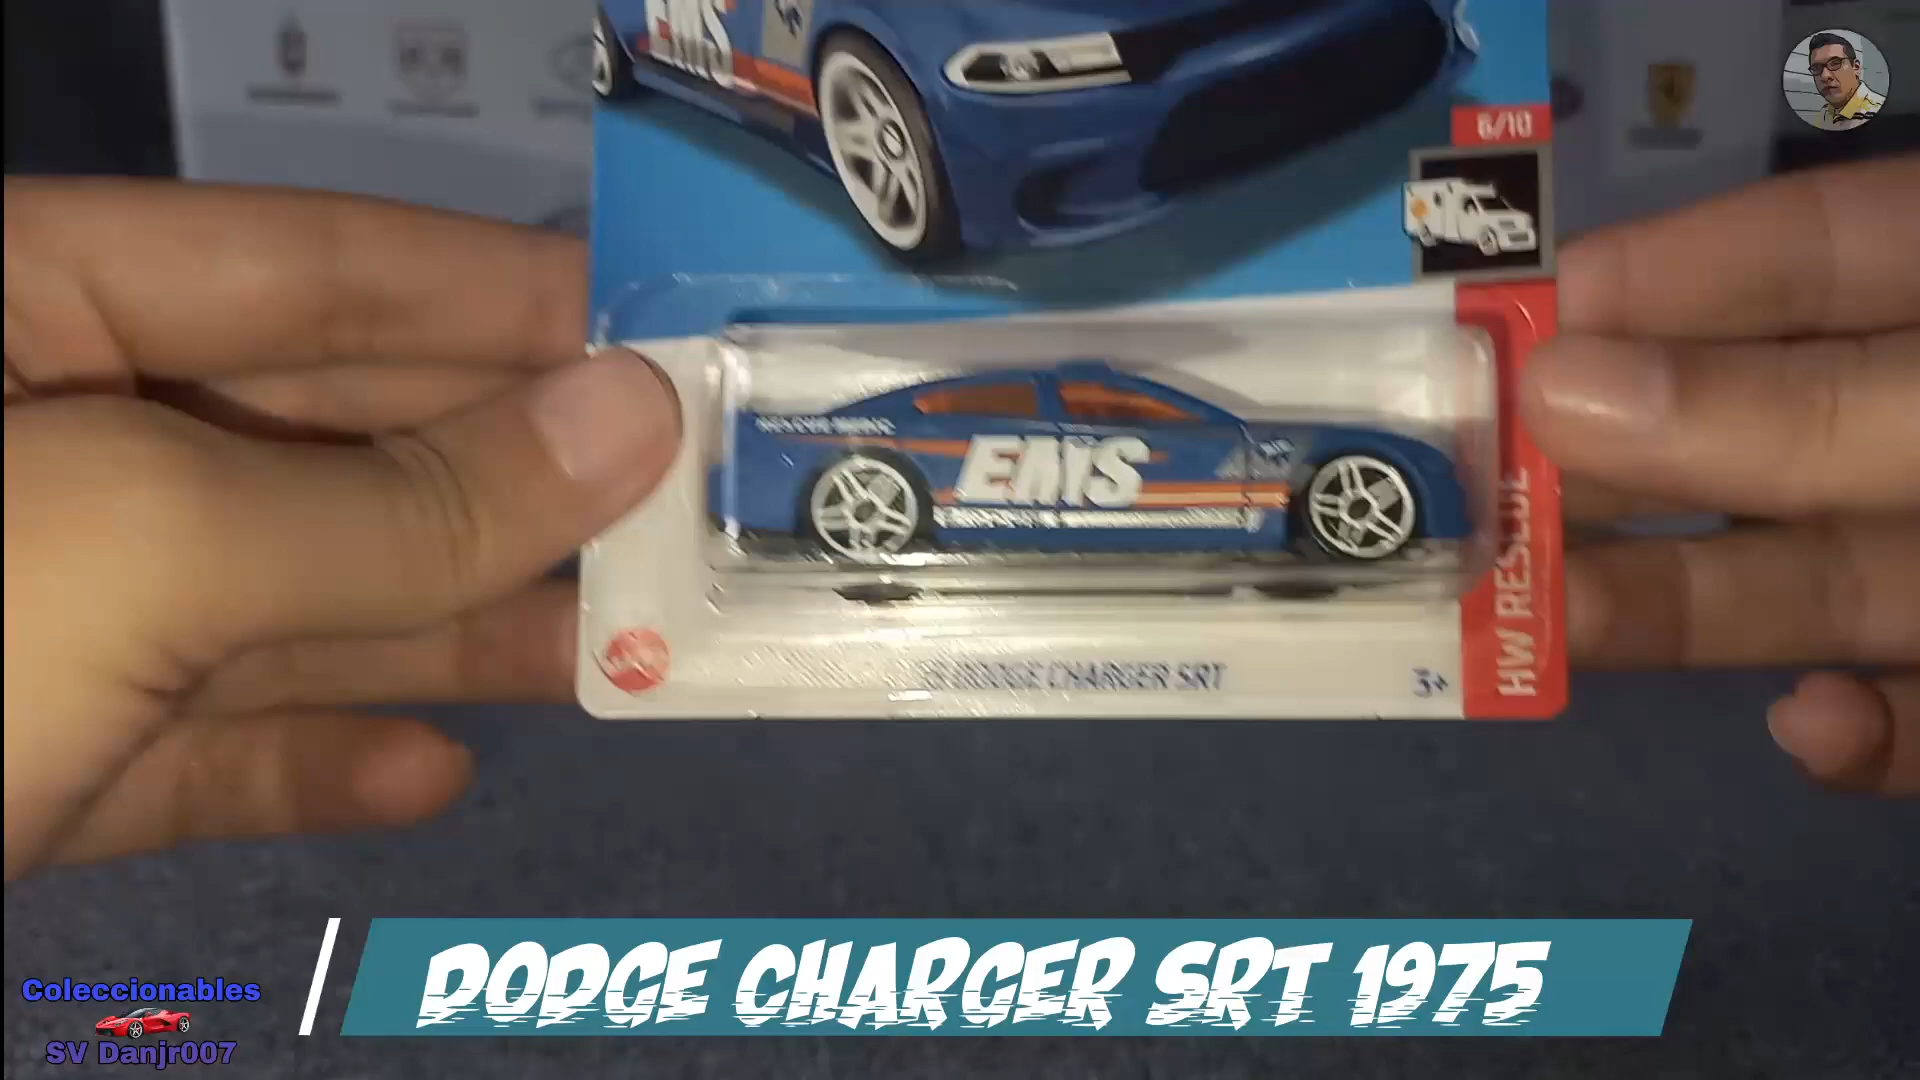 EMS
6/10
EMS
DODGE CHARGER SRT
3+
HW RESCUE
DODGE CHARGER SRT 1975
Coleccionables
SV Danjr007